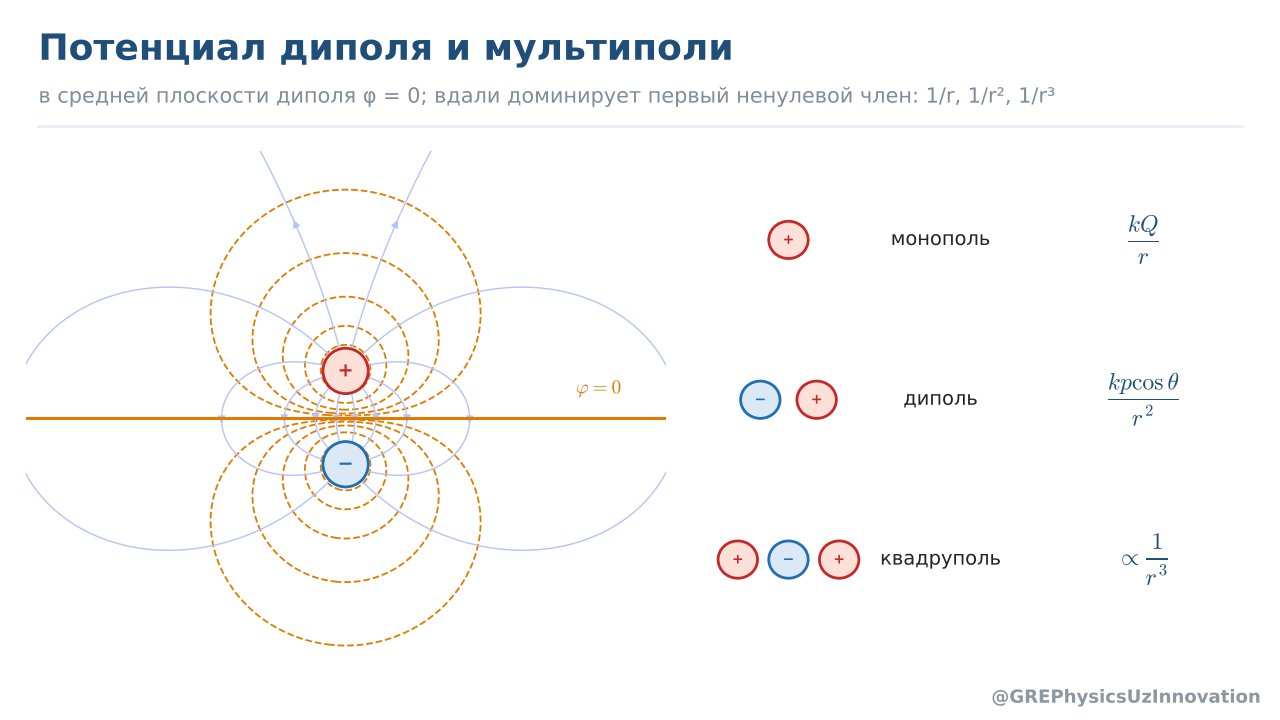 Потенциал диполя и мультиполи
в средней плоскости диполя φ = 0; вдали доминирует первый ненулевой член: 1/r, 1/r², 1/r³
+
−
φ = 0
+ монополь kQ/r
− + диполь kp cos θ/r²
+ − + квадруполь ∝ 1/r³
@GREPhysicsUzInnovation